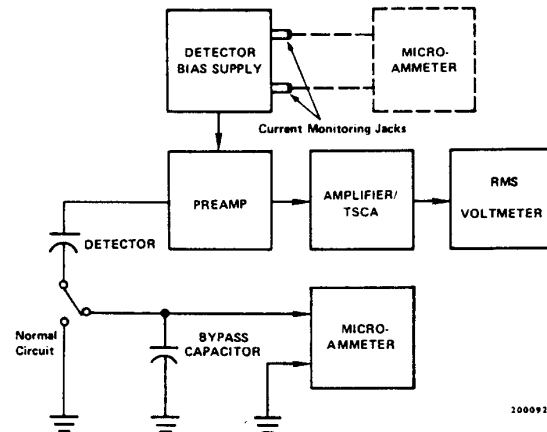 DETECTOR
BIAS SUPPLY
MICRO-
AMMETER
Current Monitoring Jacks
PREAMP
AMPLIFIER/
TSCA
RMS
VOLTMETER
DETECTOR
Normal
Circuit
BYPASS
CAPACITOR
MICRO-
AMMETER
200092